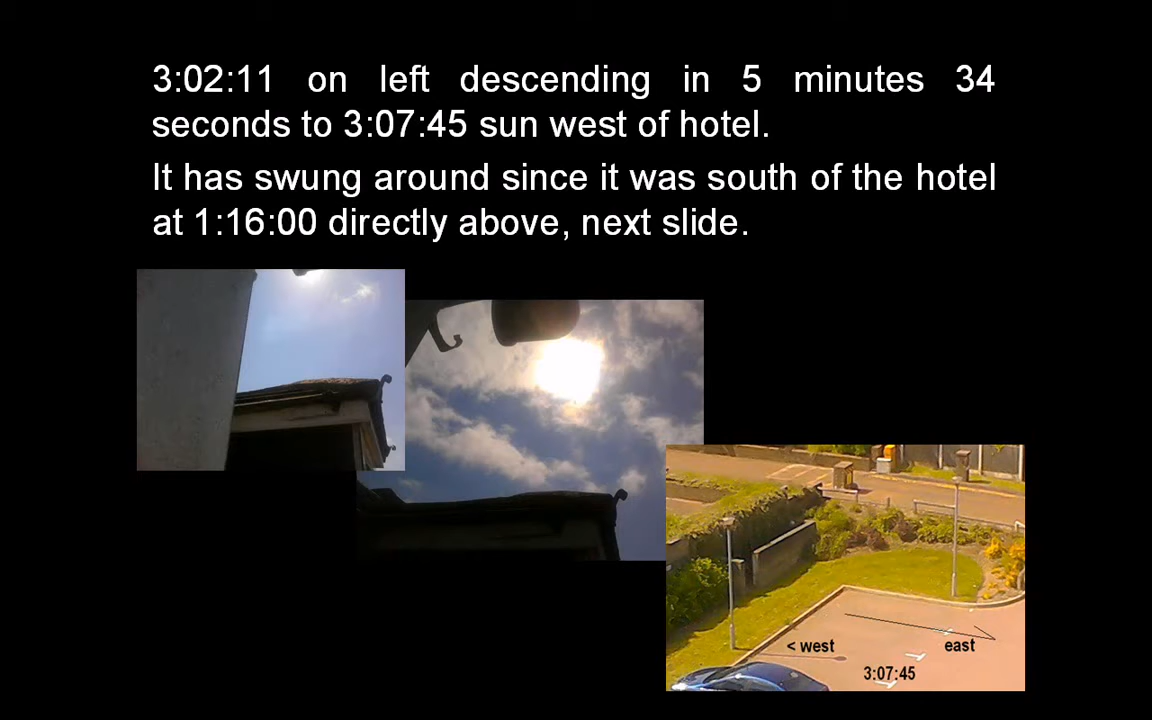 3:02:11 on left descending in 5 minutes 34
seconds to 3:07:45 sun west of hotel.
It has swung around since it was south of the hotel
at 1:16:00 directly above, next slide.
< west
east
3:07:45